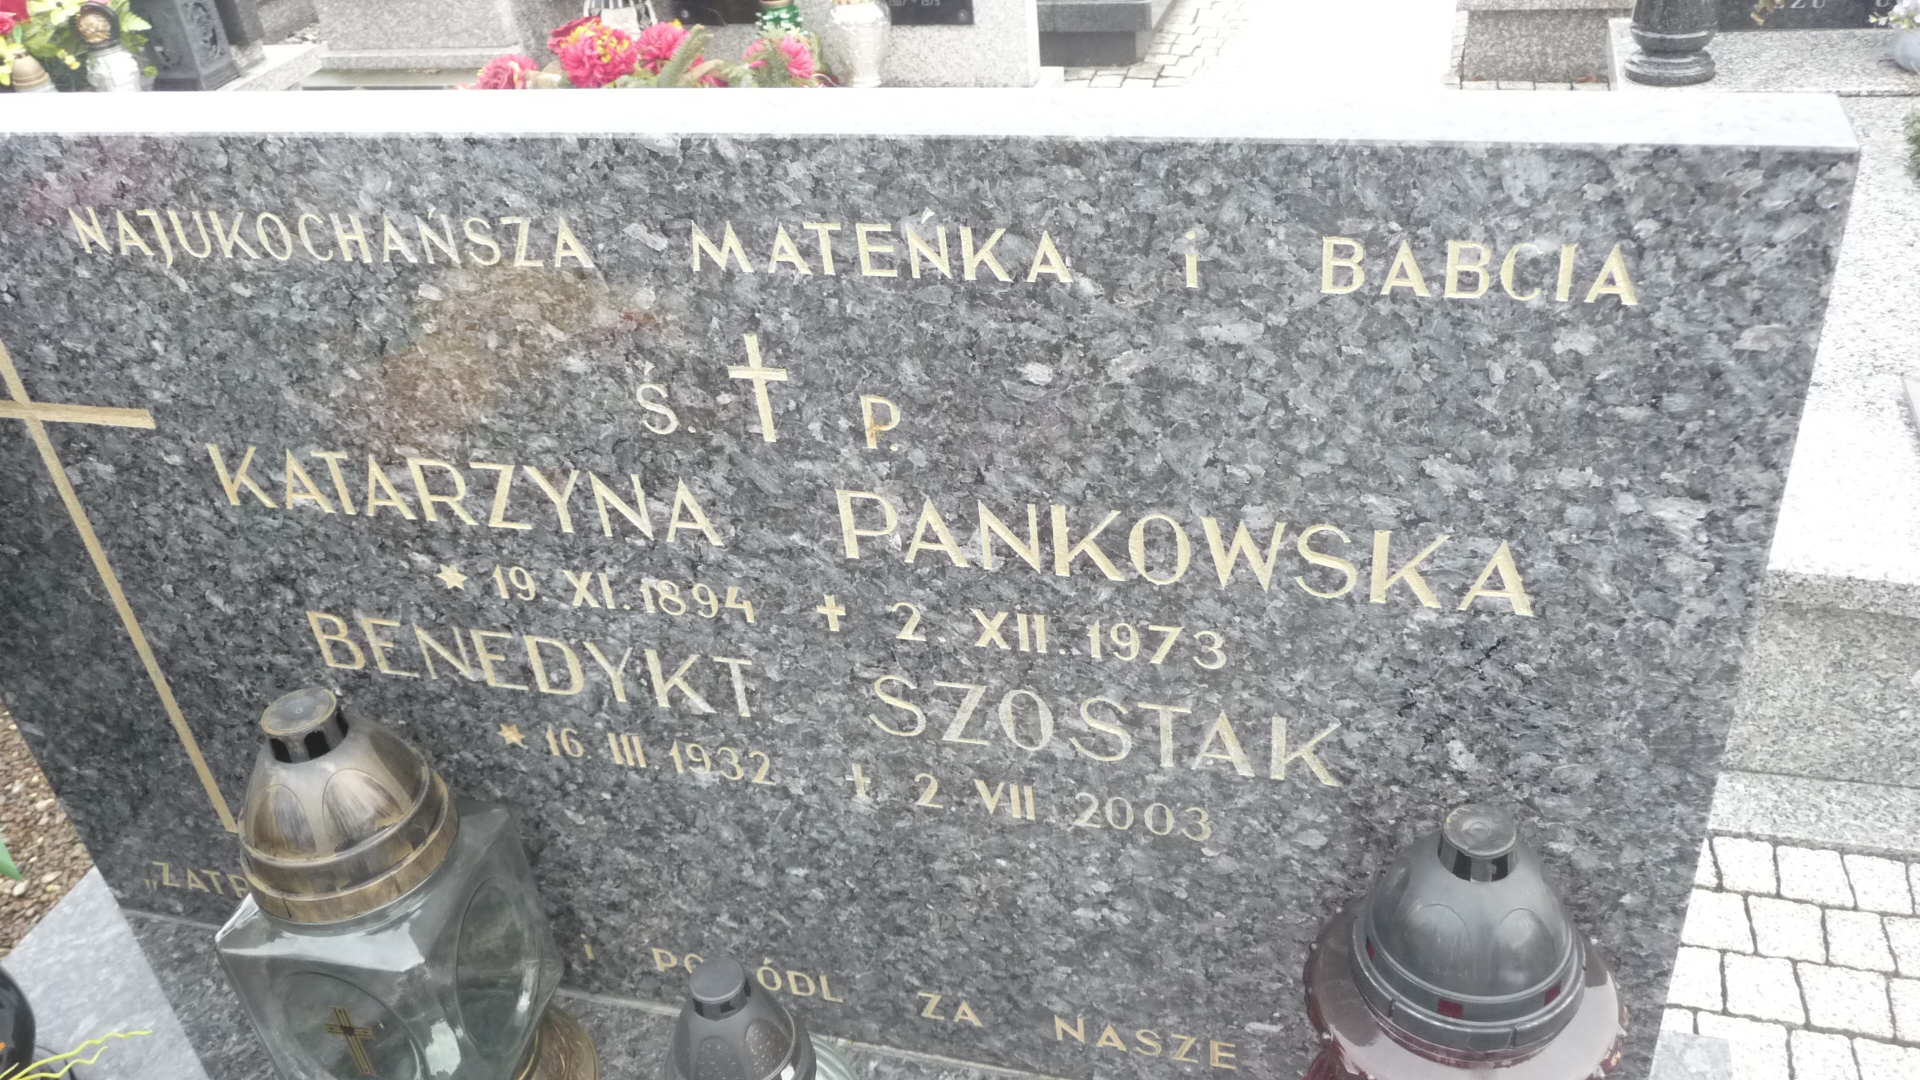 NAJUKOCHAŃSZA MATEŃKA i BABCIA
Ś. P.
KATARZYNA PANKOWSKA
19. XI. 1894 2. XII. 1973
BENEDYKT SZOSTAK
16. III 1932 2. VII 2003
i ZA NASZE